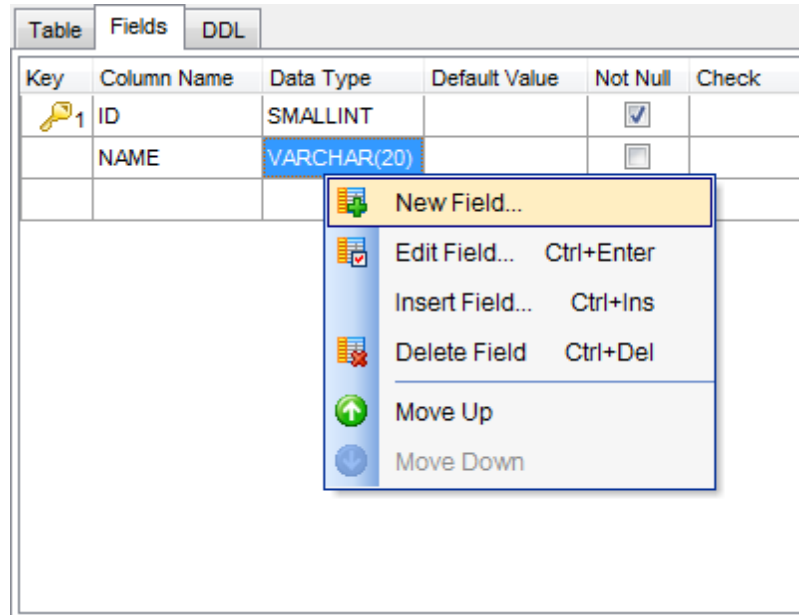 Table Fields DDL
Key Column Name Data Type Default Value Not Null Check
1 ID SMALLINT
NAME VARCHAR(20)
New Field...
Edit Field... Ctrl+Enter
Insert Field... Ctrl+Ins
Delete Field Ctrl+Del
Move Up
Move Down